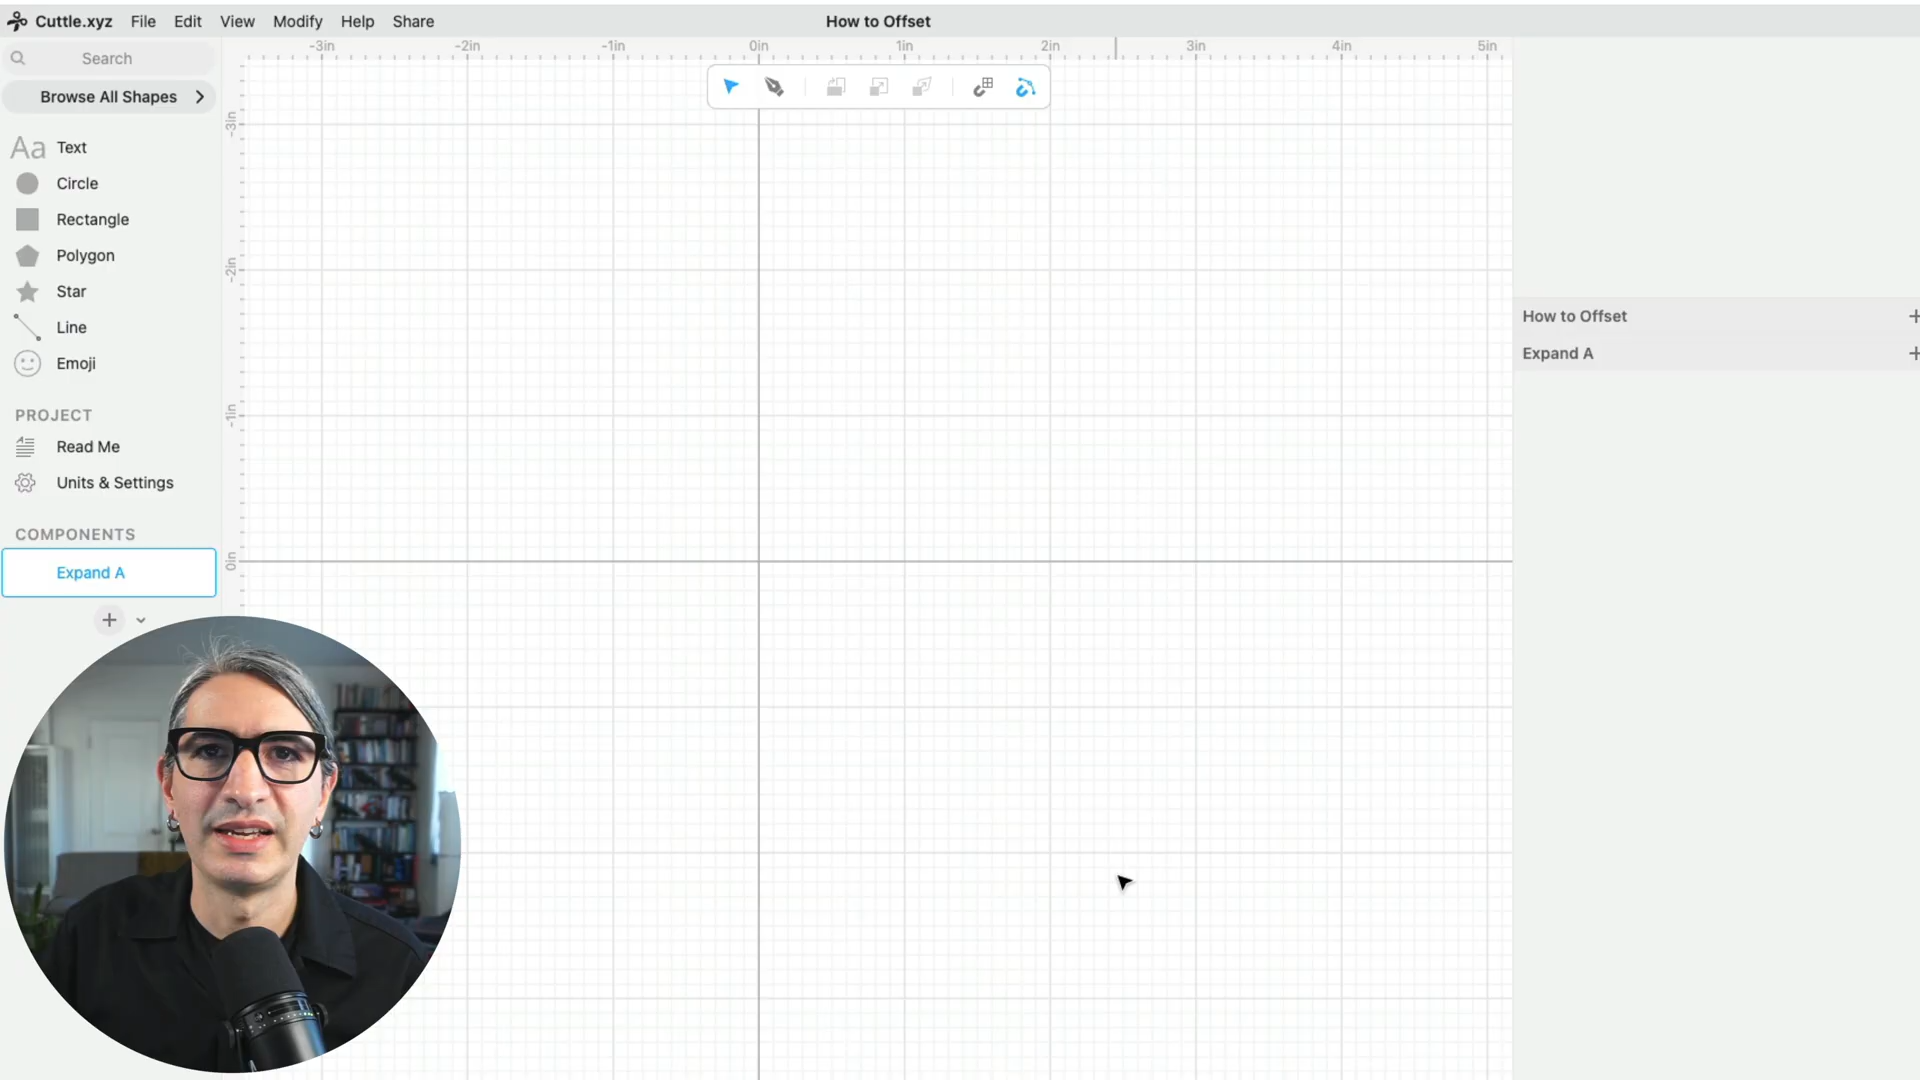 Cuttle.xyz File Edit View Modify Help Share How to Offset
-3in -2in -1in 0in 1in 2in 3in 4in 5in
Search
Browse All Shapes
-3in
Aa Text
Circle
Rectangle
Polygon
-2in
Star
Line
How to Offset
Expand A
Emoji
PROJECT
-1in
Read Me
Units & Settings
COMPONENTS
0in
Expand A